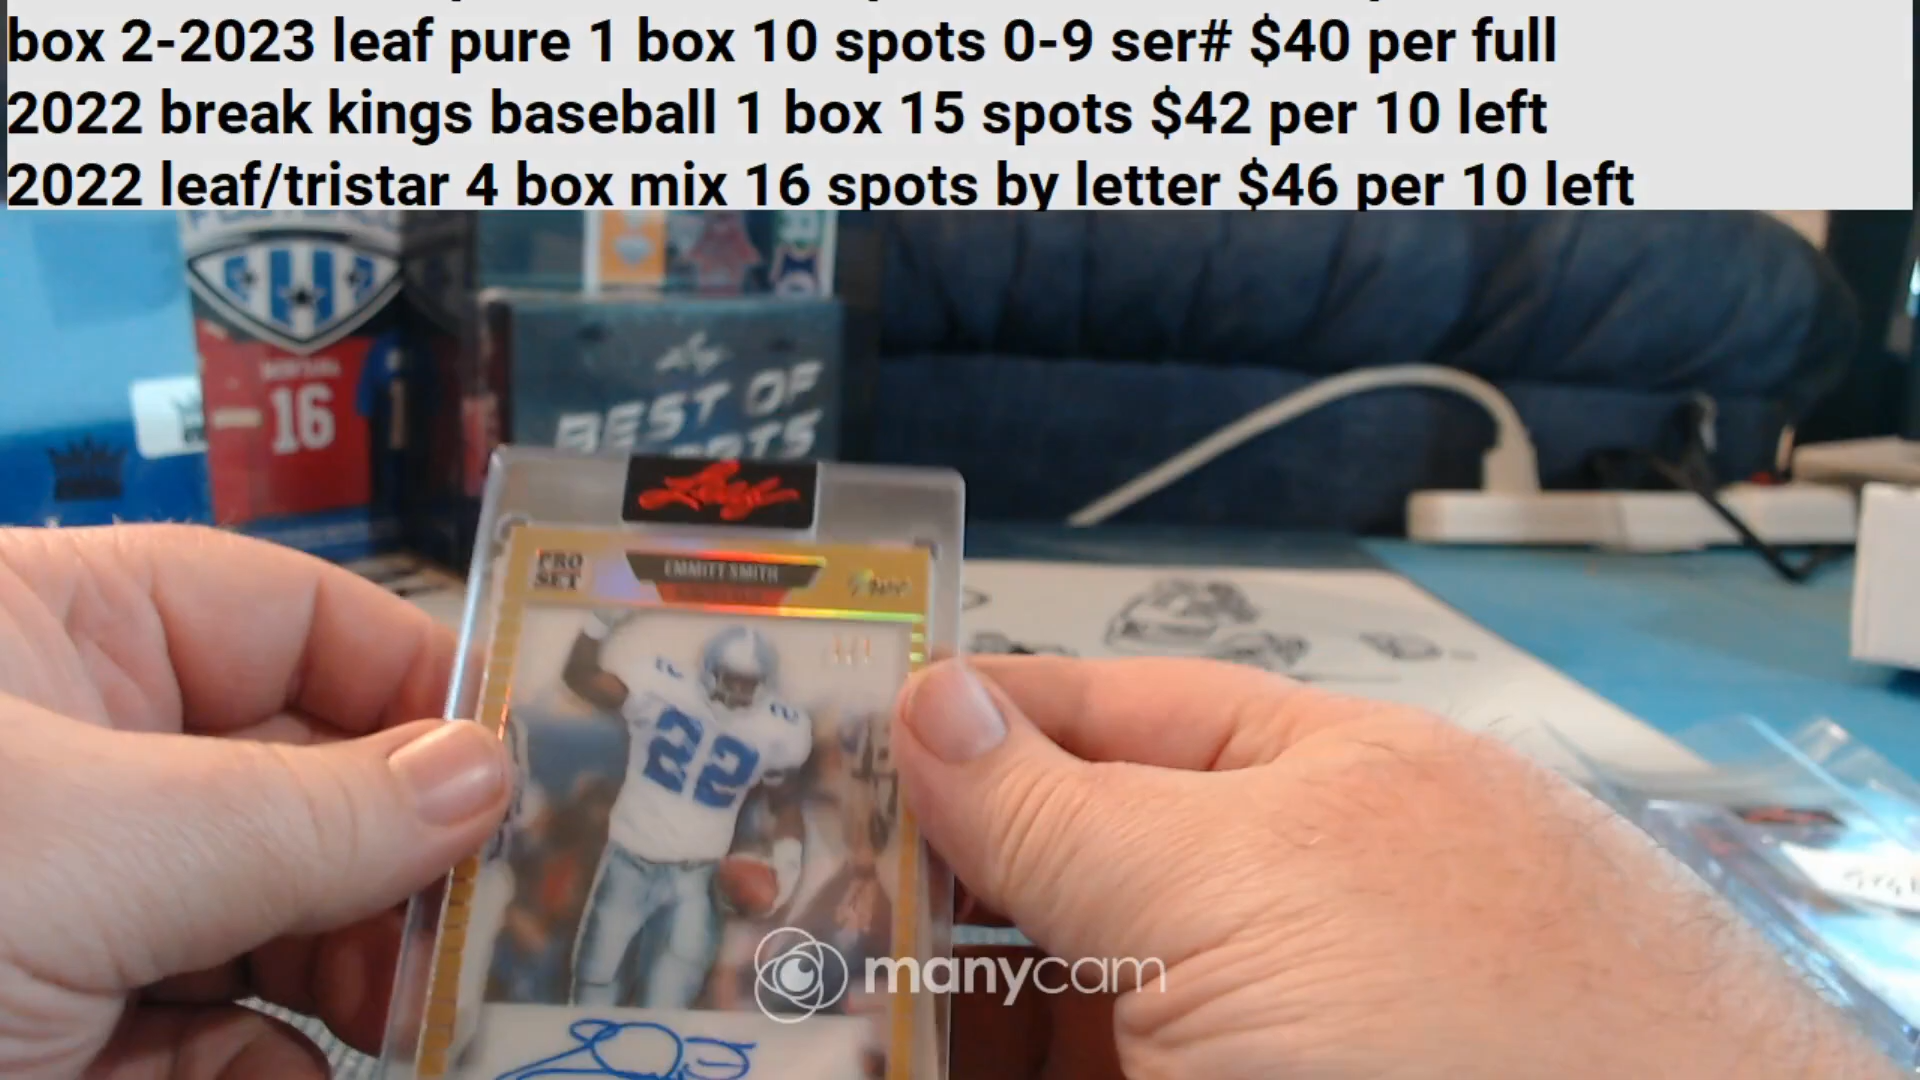 box 2-2023 leaf pure 1 box 10 spots 0-9 ser# $40 per full
2022 break kings baseball 1 box 15 spots $42 per 10 left
2022 leaf/tristar 4 box mix 16 spots by letter $46 per 10 left
16
BEST OF
Leaf
PRO
SET
EMMITT SMITH
22
manycam